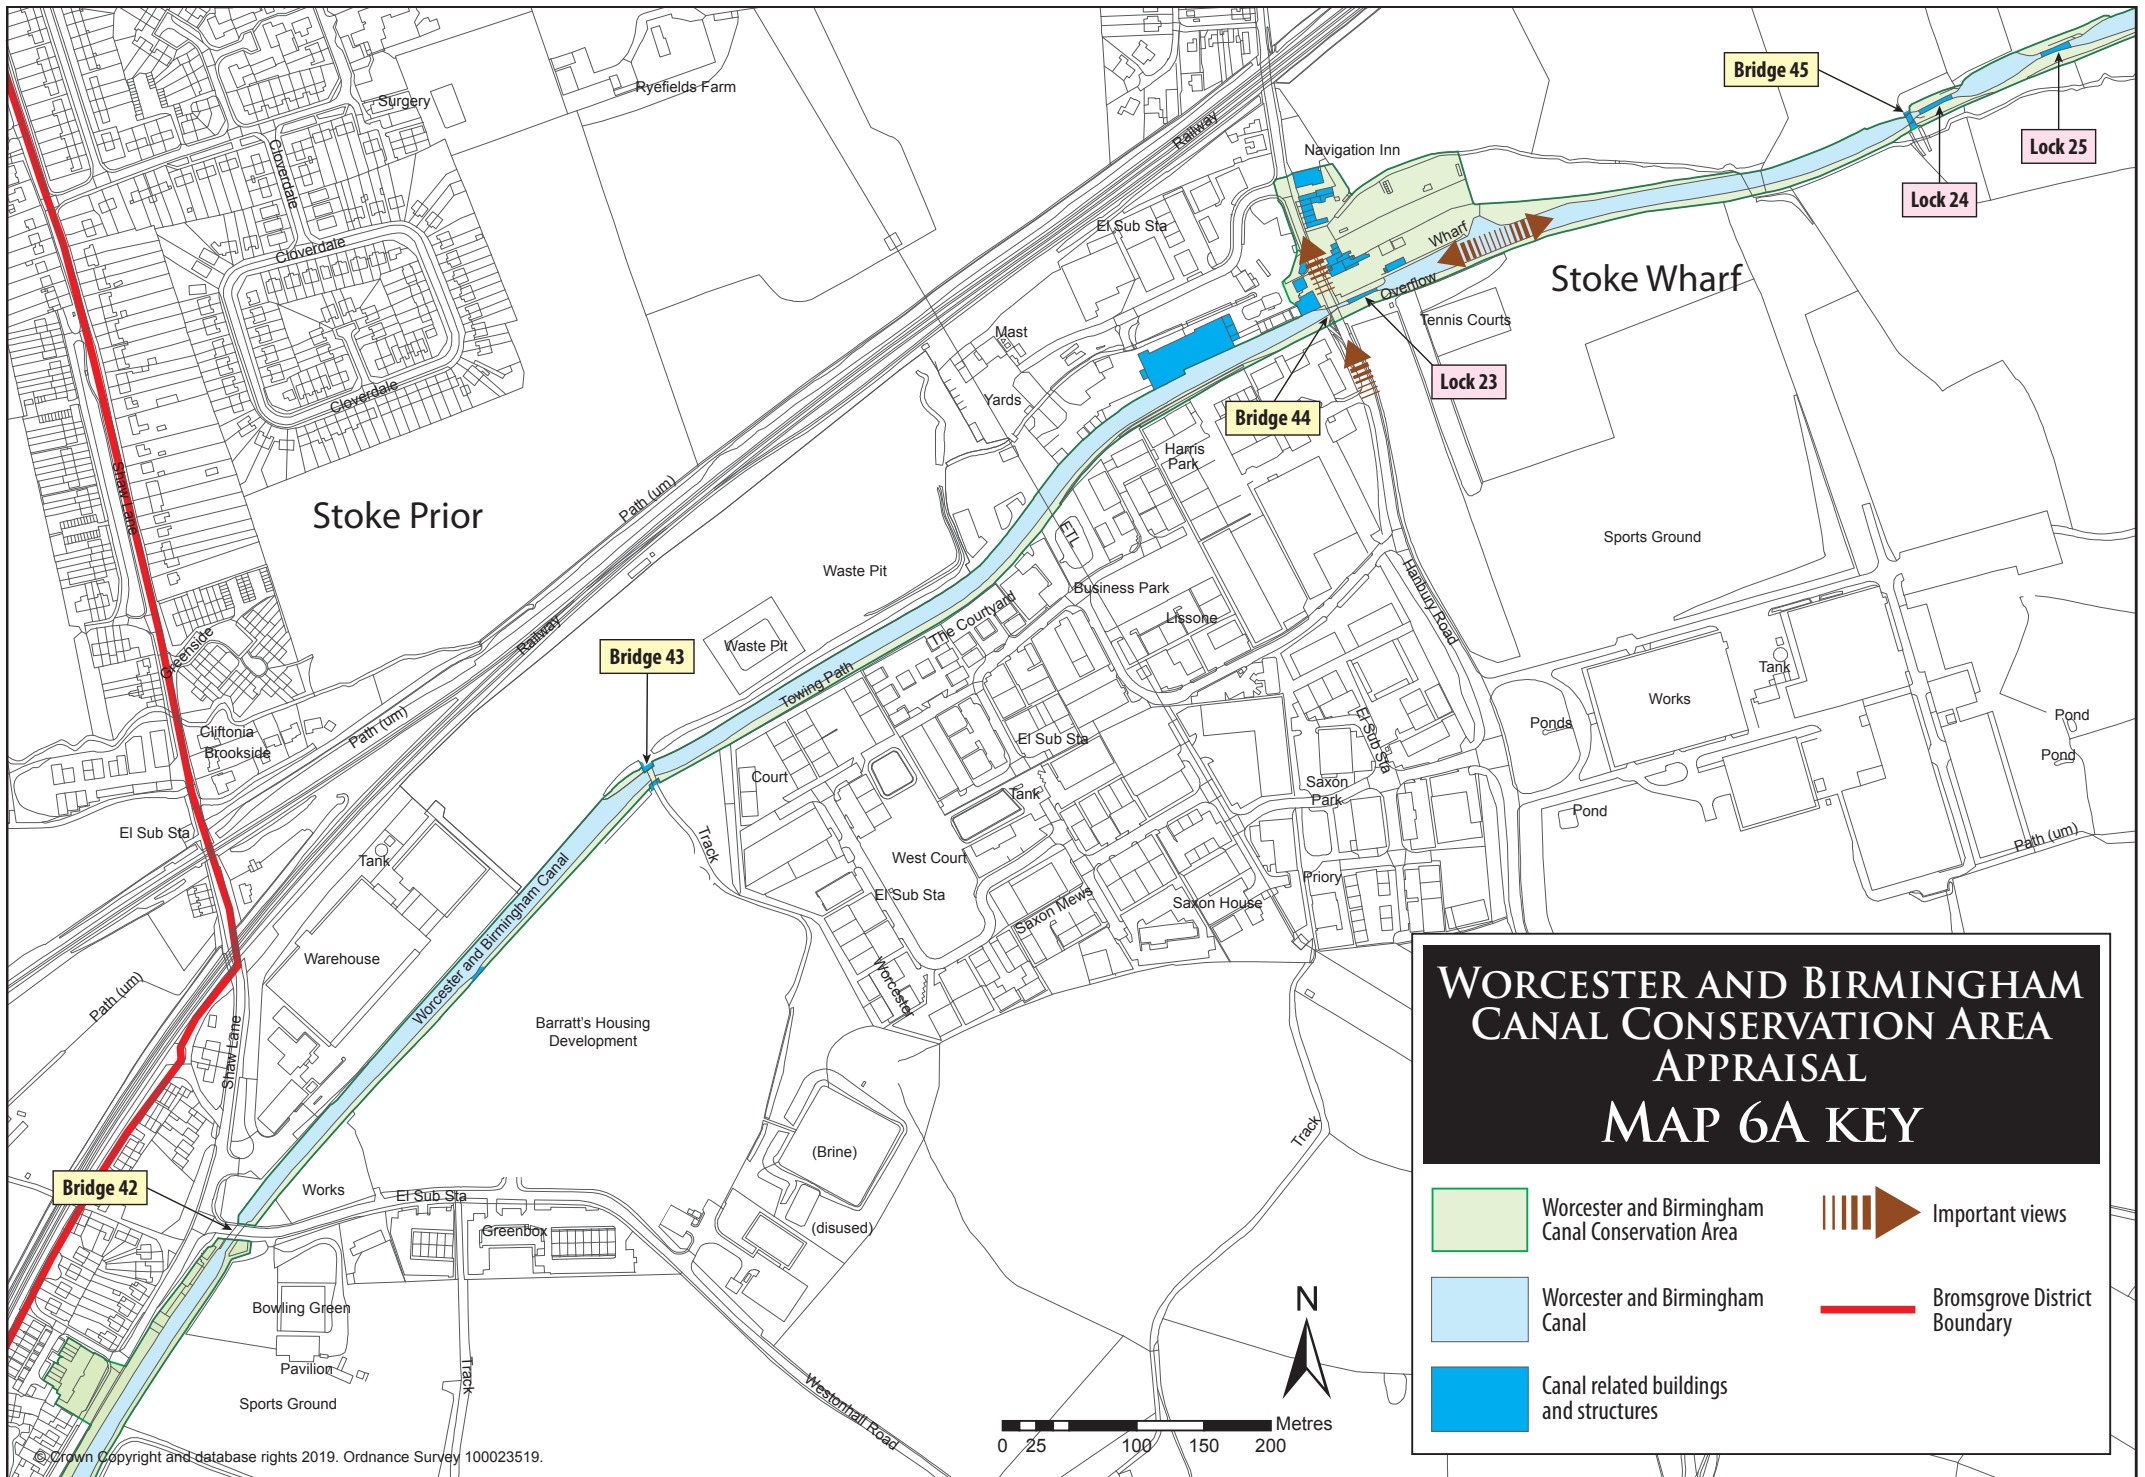 Surgery
Ryefields Farm
Cloverdale
Cloverdale
Cloverdale
Railway
Navigation Inn
Bridge 45
Lock 25
Lock 24
El Sub Sta
Wharf
Overflow
Stoke Wharf
Tennis Courts
Mast
Yards
Lock 23
Bridge 44
Harris
Park
Shaw Lane
Stoke Prior
Path (um)
ETL
Sports Ground
Waste Pit
Business Park
Hanbury Road
Lissone
The Courtyard
Greenside
Railway
Bridge 43
Waste Pit
Towing Path
Tank
Works
Ponds
Pond
Pond
Cliftonia
Brookside
Path (um)
El Sub Sta
El Sub Sta
Court
Tank
Saxon
Park
Pond
Path (um)
El Sub Sta
Tank
Track
West Court
El Sub Sta
Priory
Saxon House
Saxon Mews
Worcester and Birmingham Canal
Warehouse
Path (um)
Worcester
Barratt's Housing
Development
Shaw Lane
(Brine)
Track
Bridge 42
Works
El Sub Sta
Greenbox
(disused)
Bowling Green
Pavilion
Track
Sports Ground
Westonhall Road
N
Metres
0 25 100 150 200
Worcester and Birmingham
Canal Conservation Area
Appraisal
Map 6A key
Worcester and Birmingham
Canal Conservation Area
Important views
Worcester and Birmingham
Canal
Bromsgrove District
Boundary
Canal related buildings
and structures
© Crown Copyright and database rights 2019. Ordnance Survey 100023519.